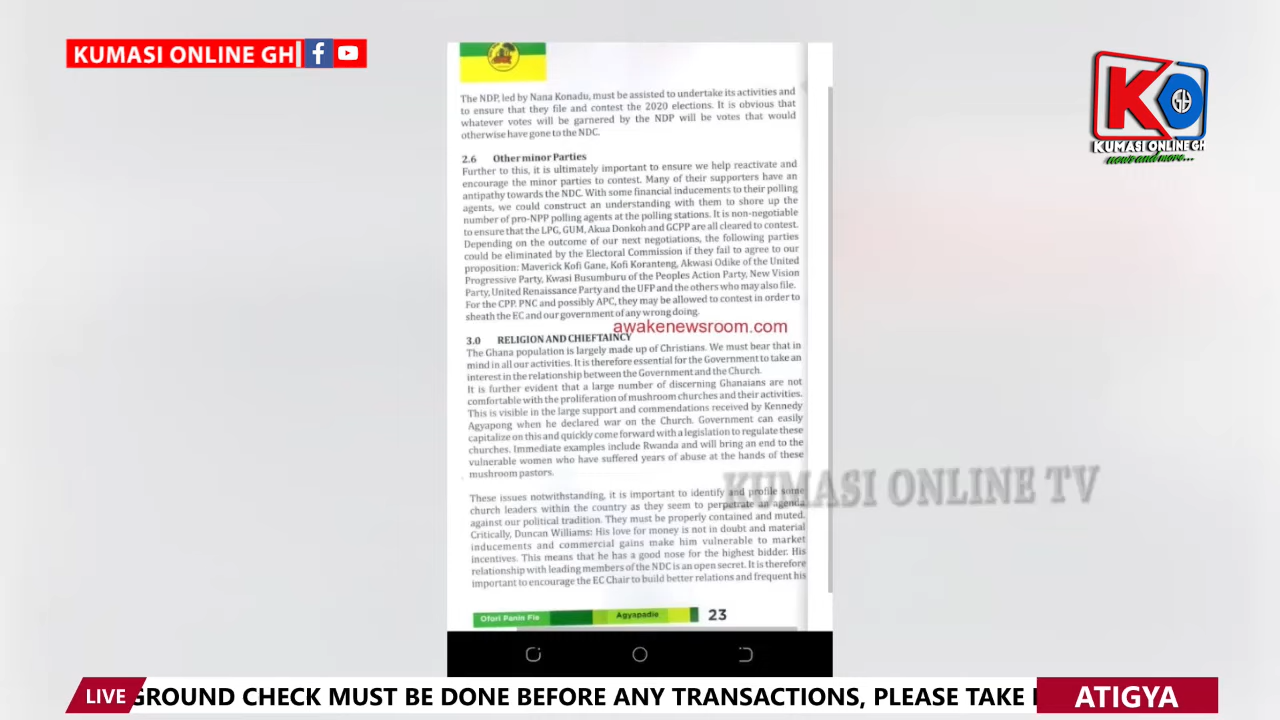 KUMASI ONLINE GH
KO
GH
KUMASI ONLINE GH
news and more...
The NDP, led by Nana Konadu, must be assisted to undertake its activities and
to ensure that they file and contest the 2020 elections. It is obvious that
whatever votes will be garnered by the NDP will be votes that would
otherwise have gone to the NDC.
2.6 Other minor Parties
Further to this, it is ultimately important to ensure we help reactivate and
encourage the minor parties to contest. Many of their supporters have an
antipathy towards the NDC. With some financial inducements to their polling
agents, we could construct an understanding with them to shore up the
number of pro-NPP polling agents at the polling stations. It is non-negotiable
to ensure that the LPG, GUM, Akua Donkoh and GCPP are all cleared to contest.
Depending on the outcome of our next negotiations, the following parties
could be eliminated by the Electoral Commission if they fail to agree to our
proposition: Maverick Kofi Gane, Kofi Koranteng, Akwasi Odike of the United
Progressive Party, Kwasi Busumburu of the Peoples Action Party, New Vision
Party, United Renaissance Party and the UFP and the others who may also file.
For the CPP, PNC and possibly APC, they may be allowed to contest in order to
sheath the EC and our government of any wrong doing.
awakenewsroom.com
3.0 RELIGION AND CHIEFTAINCY
The Ghana population is largely made up of Christians. We must bear that in
mind in all our activities. It is therefore essential for the Government to take an
interest in the relationship between the Government and the Church.
It is further evident that a large number of discerning Ghanaians are not
comfortable with the proliferation of mushroom churches and their activities.
This is visible in the large support and commendations received by Kennedy
Agyapong when he declared war on the Church. Government can easily
capitalize on this and quickly come forward with a legislation to regulate these
churches. Immediate examples include Rwanda and will bring an end to the
vulnerable women who have suffered years of abuse at the hands of these
mushroom pastors.
KUMASI ONLINE TV
These issues notwithstanding, it is important to identify and profile some
church leaders within the country as they seem to perpetrate an agenda
against our political tradition. They must be properly contained and muted.
Critically, Duncan Williams: His love for money is not in doubt and material
inducements and commercial gains make him vulnerable to market
incentives. This means that he has a good nose for the highest bidder. His
relationship with leading members of the NDC is an open secret. It is therefore
important to encourage the EC Chair to build better relations and frequent his
Ofori Panin Fie Agyapadie 23
LIVE GROUND CHECK MUST BE DONE BEFORE ANY TRANSACTIONS, PLEASE TAKE ATIGYA